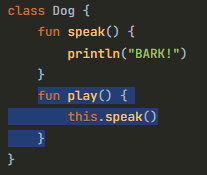 class Dog {
    fun speak() {
        println("BARK!")
    }
    fun play() {
        this.speak()
    }
}